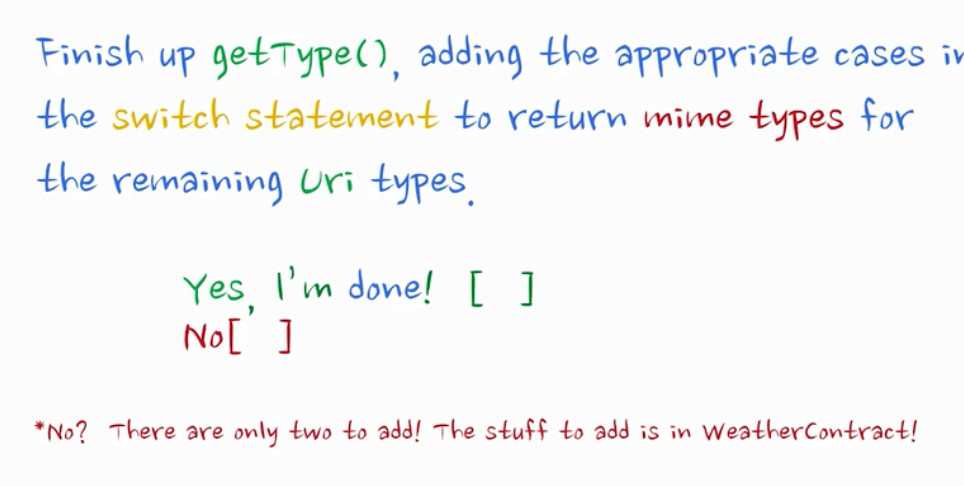 Finish up getType(), adding the appropriate cases in
the switch statement to return mime types for
the remaining Uri types.
Yes, I'm done! [ ]
No[ ]
*No? There are only two to add! The stuff to add is in WeatherContract!